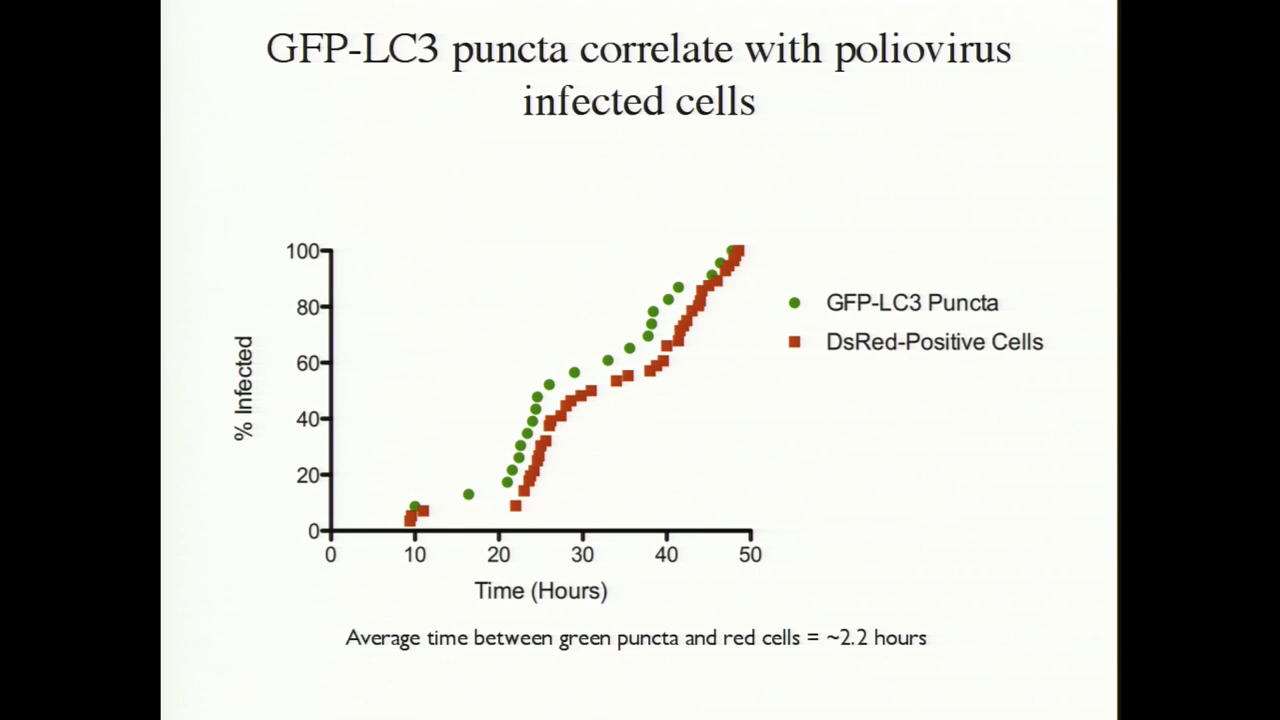 GFP-LC3 puncta correlate with poliovirus
infected cells
100
80
60
40
20
0
% Infected
0 10 20 30 40 50
Time (Hours)
GFP-LC3 Puncta
DsRed-Positive Cells
Average time between green puncta and red cells = ~2.2 hours